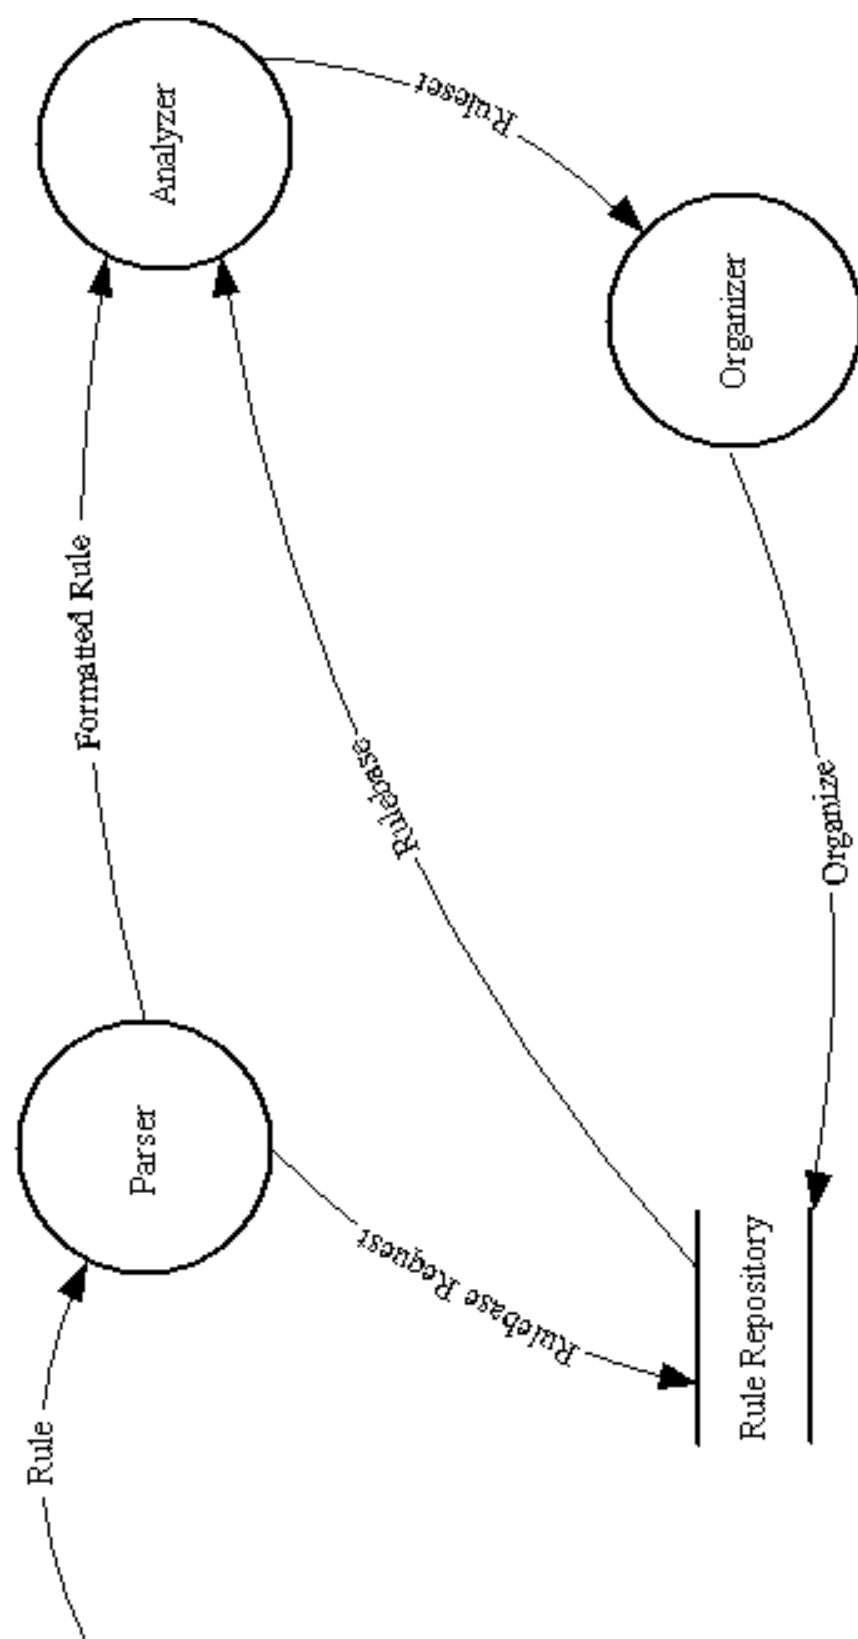 Rule
Parser
Formatted Rule
Analyzer
Rulebase Request
Rulebase
Ruleset
Rule Repository
Organize
Organizer